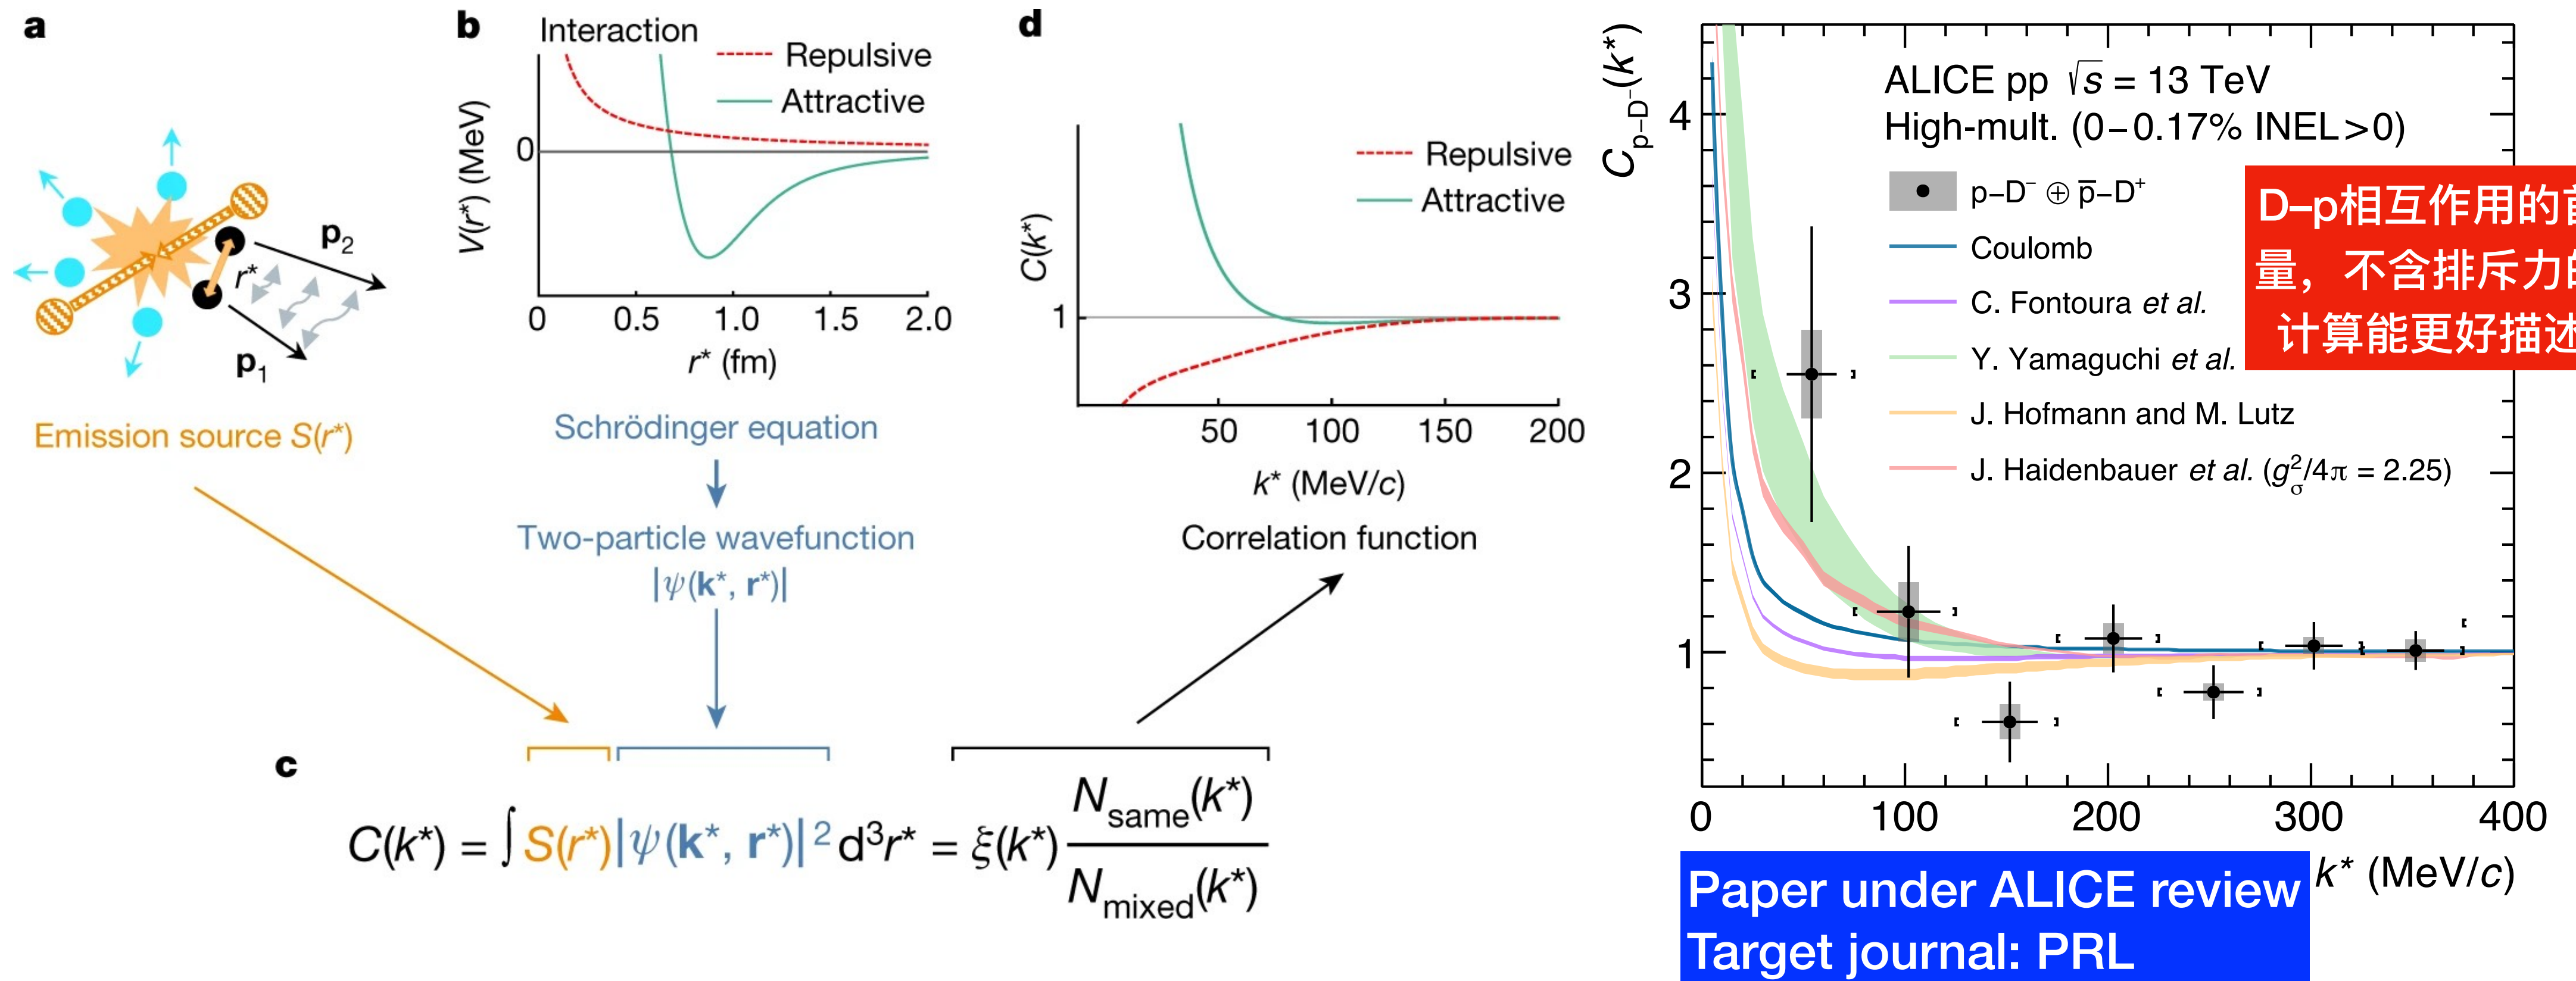 a
r*
p₂
p₁
Emission source S(r*)
b
Interaction
Repulsive
Attractive
V(r*) (MeV)
0
0 0.5 1.0 1.5 2.0
r* (fm)
Schrödinger equation
Two-particle wavefunction
|ψ(k*, r*)|
d
Repulsive
Attractive
C(k*)
1
50 100 150 200
k* (MeV/c)
Correlation function
c
C(k*) = ∫ S(r*)|ψ(k*, r*)|² d³r* = ξ(k*) N_same(k*) / N_mixed(k*)
C_p–D⁻(k*)
4
3
2
1
ALICE pp √s = 13 TeV
High-mult. (0–0.17% INEL>0)
p–D⁻ ⊕ p̅–D⁺
Coulomb
C. Fontoura et al.
Y. Yamaguchi et al.
J. Hofmann and M. Lutz
J. Haidenbauer et al. (g²_σ/4π = 2.25)
D–p相互作用的
量，不含排斥力
计算能更好描
0 100 200 300 400
k* (MeV/c)
Paper under ALICE review
Target journal: PRL